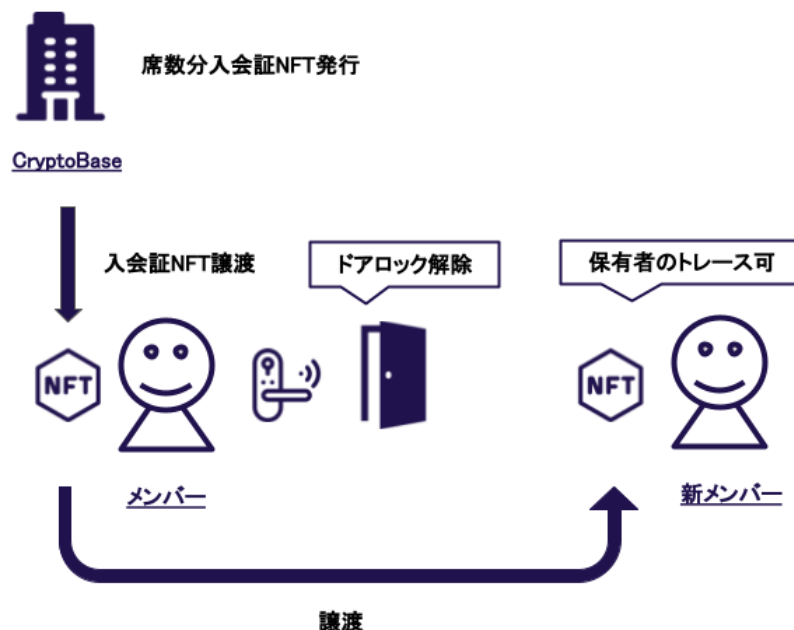 席数分入会証NFT発行
CryptoBase
入会証NFT譲渡
ドアロック解除
保有者のトレース可
NFT
NFT
メンバー
新メンバー
譲渡